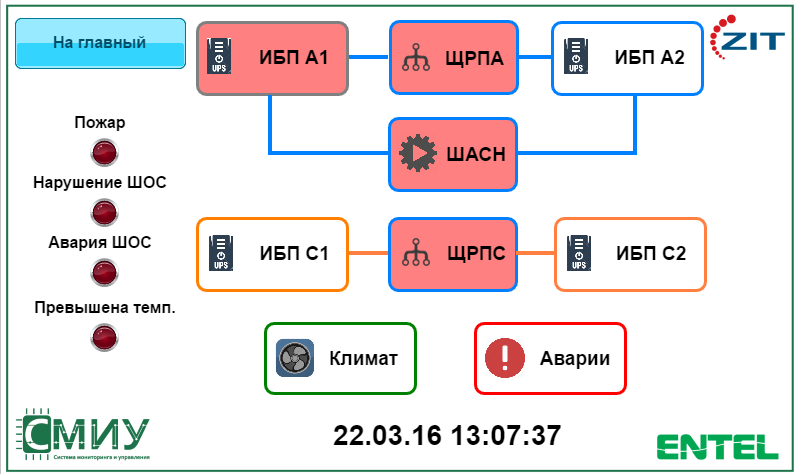 На главный
ИБП А1
UPS
ЩРПА
ИБП А2
UPS
ZIT
Пожар
ШАСН
Нарушение ШОС
Авария ШОС
ИБП С1
UPS
ЩРПС
ИБП С2
UPS
Превышена темп.
Климат
Аварии
СМИУ
Система мониторинга и управления
22.03.16 13:07:37
ENTEL